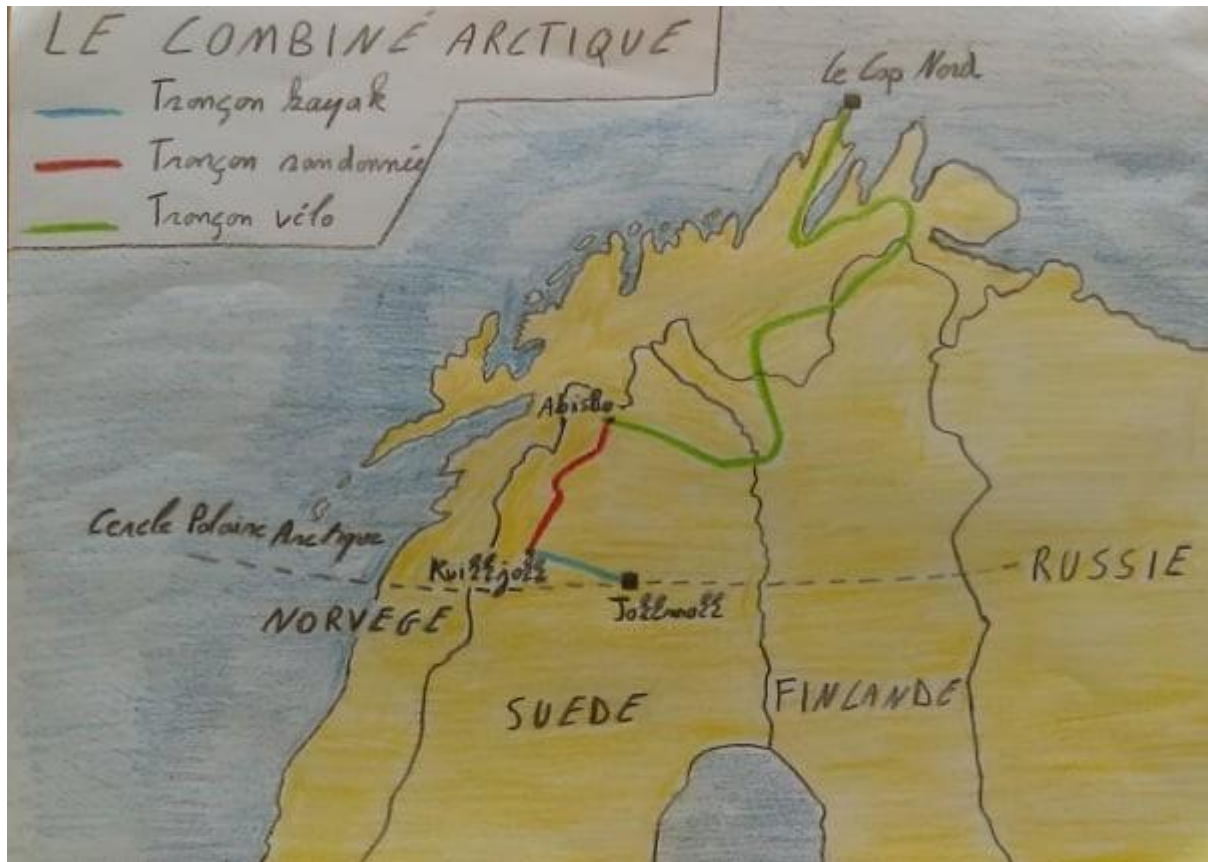 LE COMBINÉ ARCTIQUE
Tronçon kayak
Tronçon randonnée
Tronçon vélo
Le Cap Nord
Abisko
Cercle Polaire Arctique
Kvikkjokk
RUSSIE
Jokkmokk
NORVEGE
SUEDE
FINLANDE